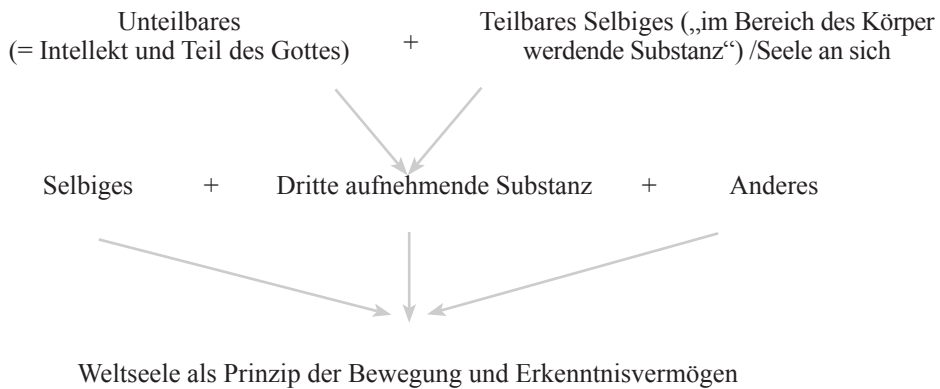 Unteilbares
(= Intellekt und Teil des Gottes)
+
Teilbares Selbiges („im Bereich des Körper
werdende Substanz“) /Seele an sich
Selbiges + Dritte aufnehmende Substanz + Anderes
Weltseele als Prinzip der Bewegung und Erkenntnisvermögen